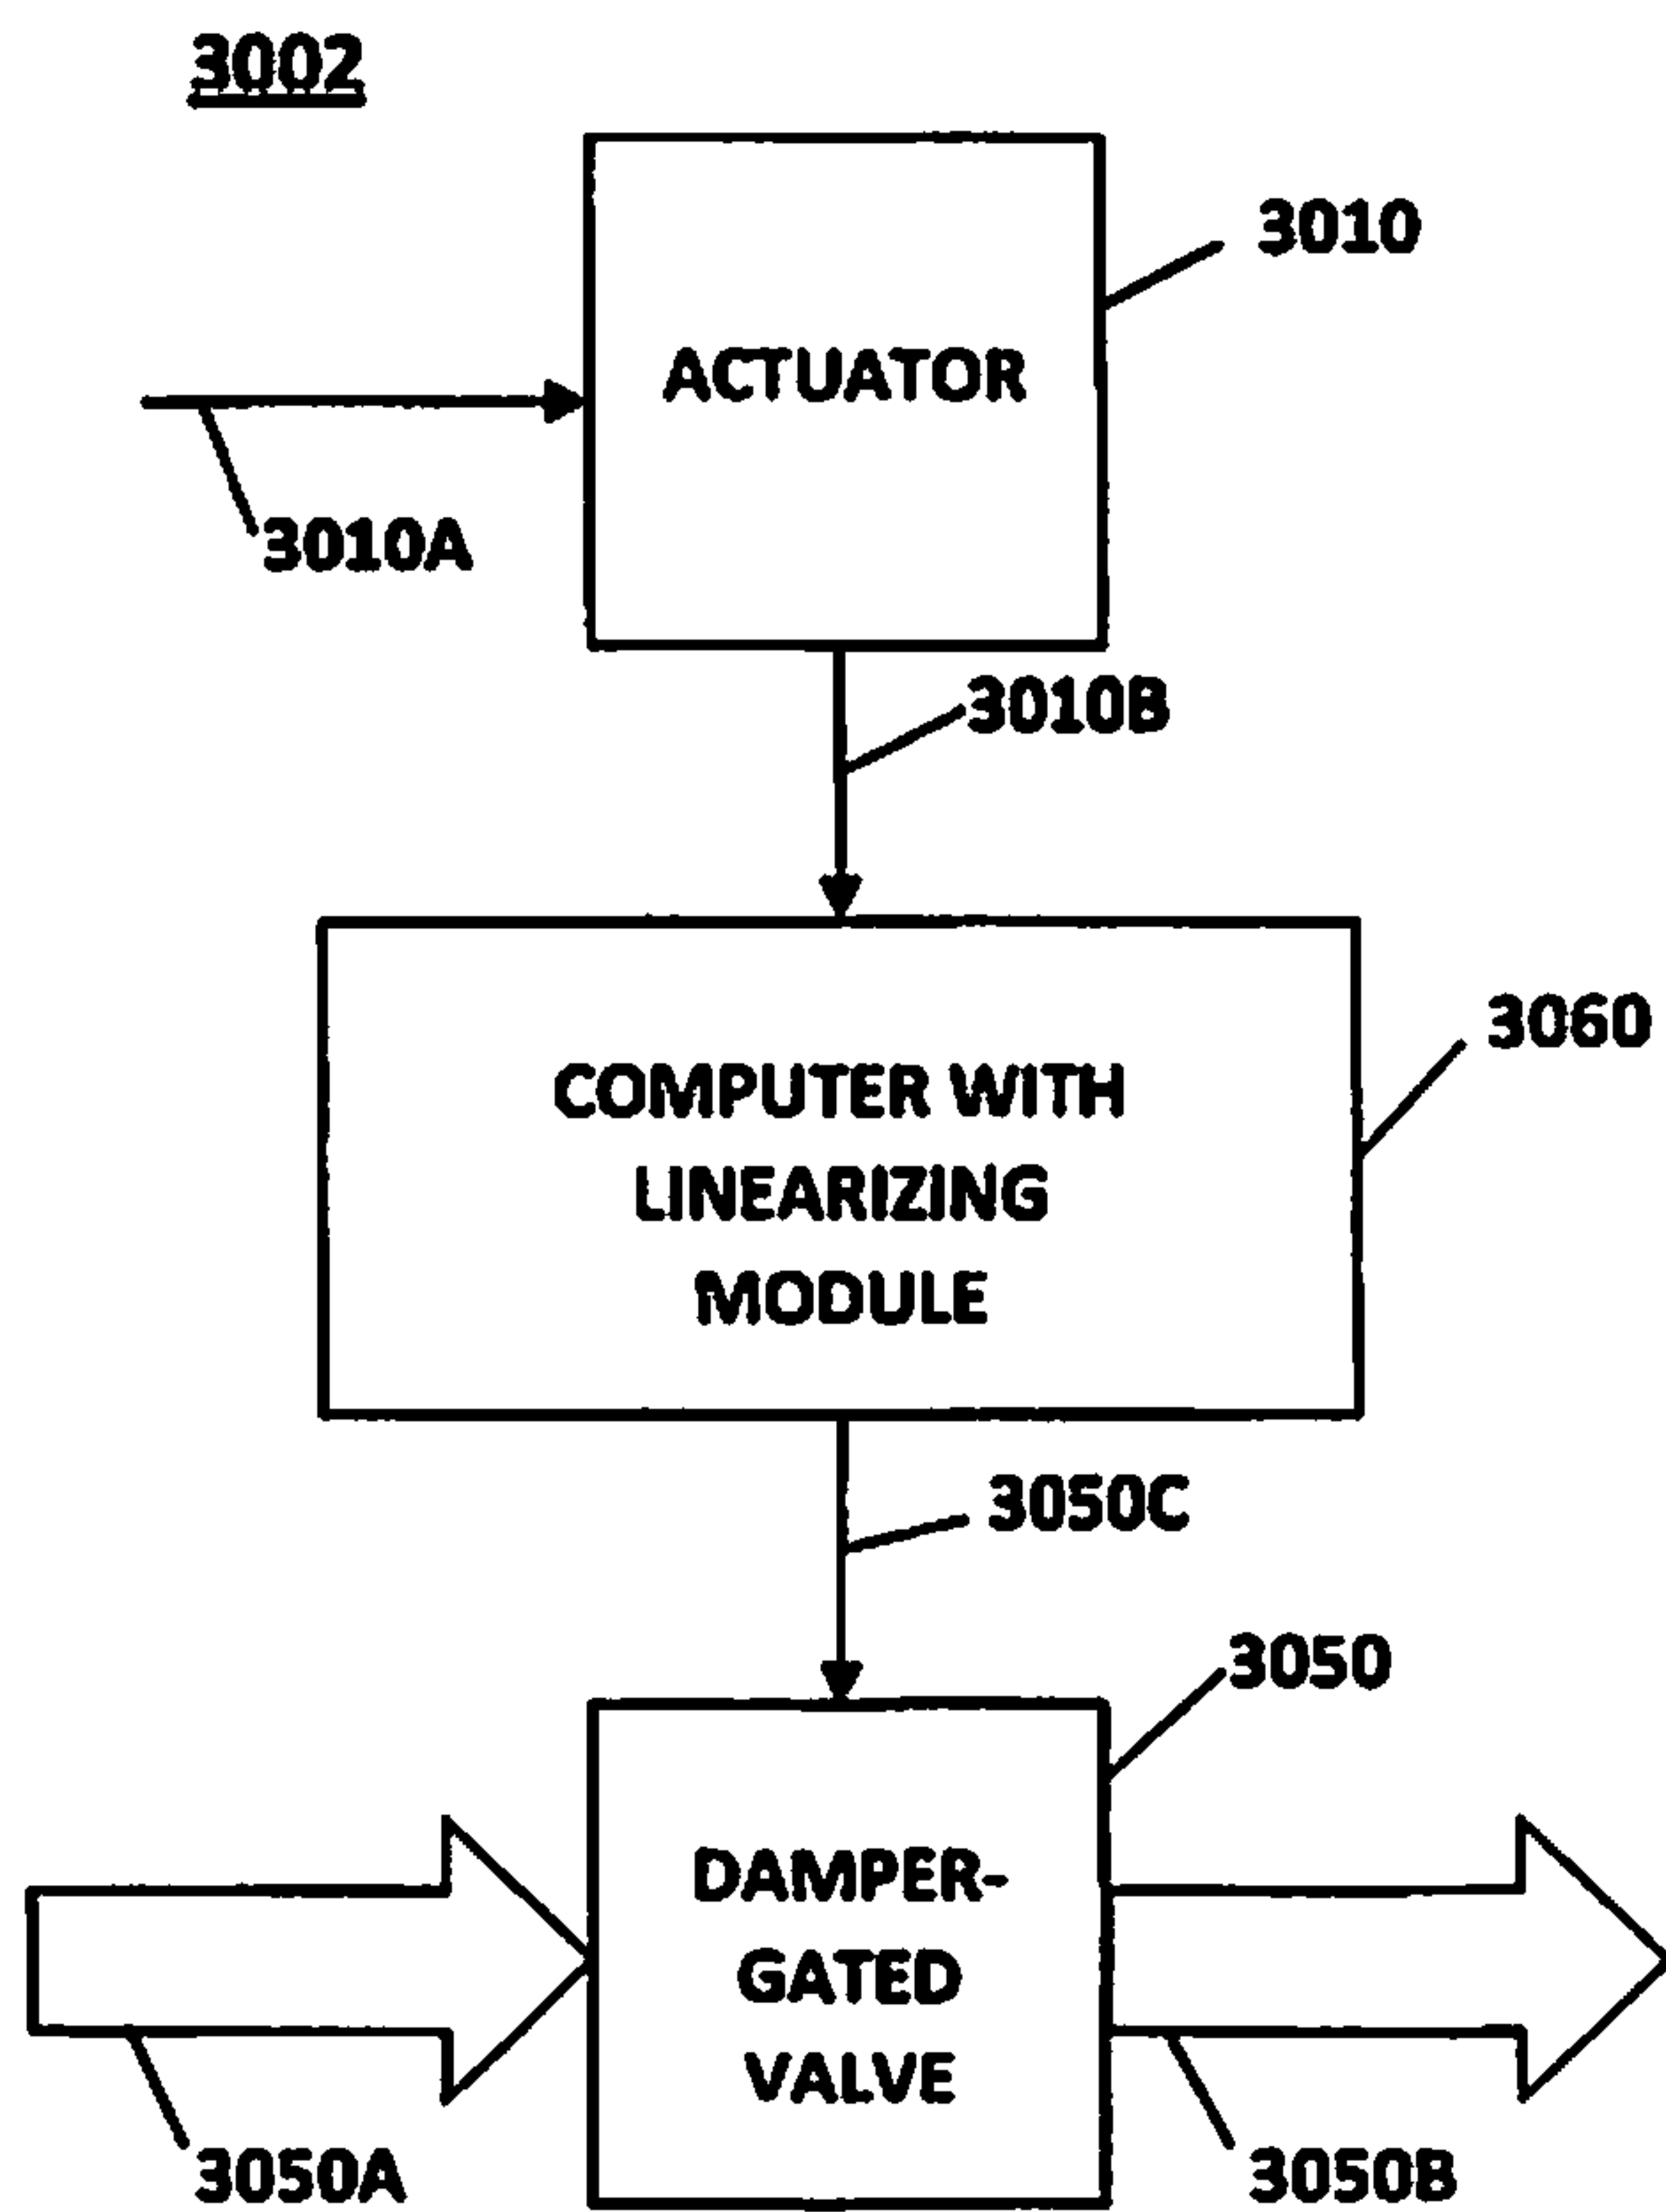 3002
3010
ACTUATOR
3010A
3010B
3060
COMPUTER WITH
LINEARIZING
MODULE
3050C
3050
DAMPER-
GATED
VALVE
3050A
3050B